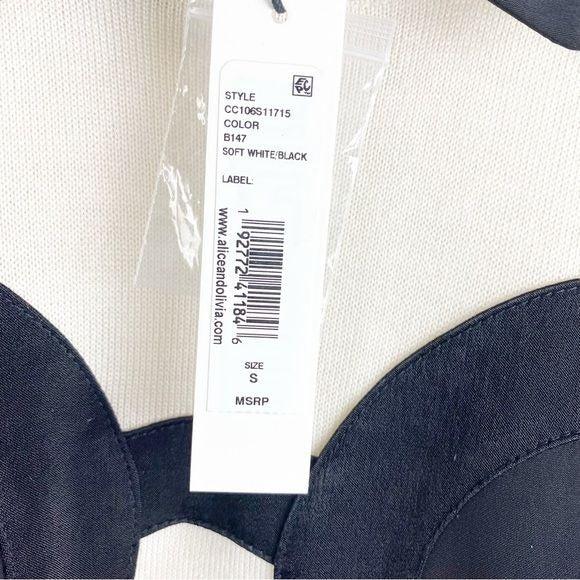 STYLE
CC106S11715
COLOR
B147
SOFT WHITE/BLACK
LABEL:
1 92772 41184 6
www.aliceandolivia.com
SIZE
S
MSRP